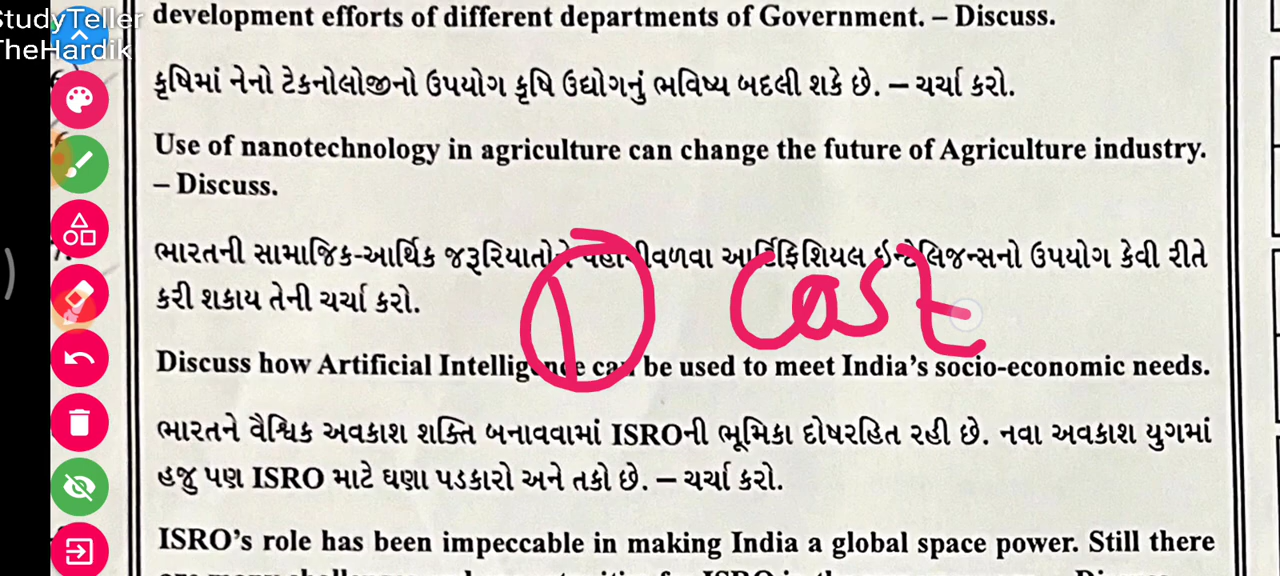 StudyTeller
TheHardik
development efforts of different departments of Government. – Discuss.
કૃષિમાં નેનો ટેકનોલોજીનો ઉપયોગ કૃષિ ઉદ્યોગનું ભવિષ્ય બદલી શકે છે. – ચર્ચા કરો.
Use of nanotechnology in agriculture can change the future of Agriculture industry.
– Discuss.
ભારતની સામાજિક-આર્થિક જરૂરિયાતોને પહોંચીવળવા આર્ટિફિશિયલ ઇન્ટેલિજન્સનો ઉપયોગ કેવી રીતે
કરી શકાય તેની ચર્ચા કરો.
1 Cast
Discuss how Artificial Intelligence can be used to meet India's socio-economic needs.
ભારતને વૈશ્વિક અવકાશ શક્તિ બનાવવામાં ISROની ભૂમિકા દોષરહિત રહી છે. નવા અવકાશ યુગમાં
હજુ પણ ISRO માટે ઘણા પડકારો અને તકો છે. – ચર્ચા કરો.
ISRO's role has been impeccable in making India a global space power. Still there